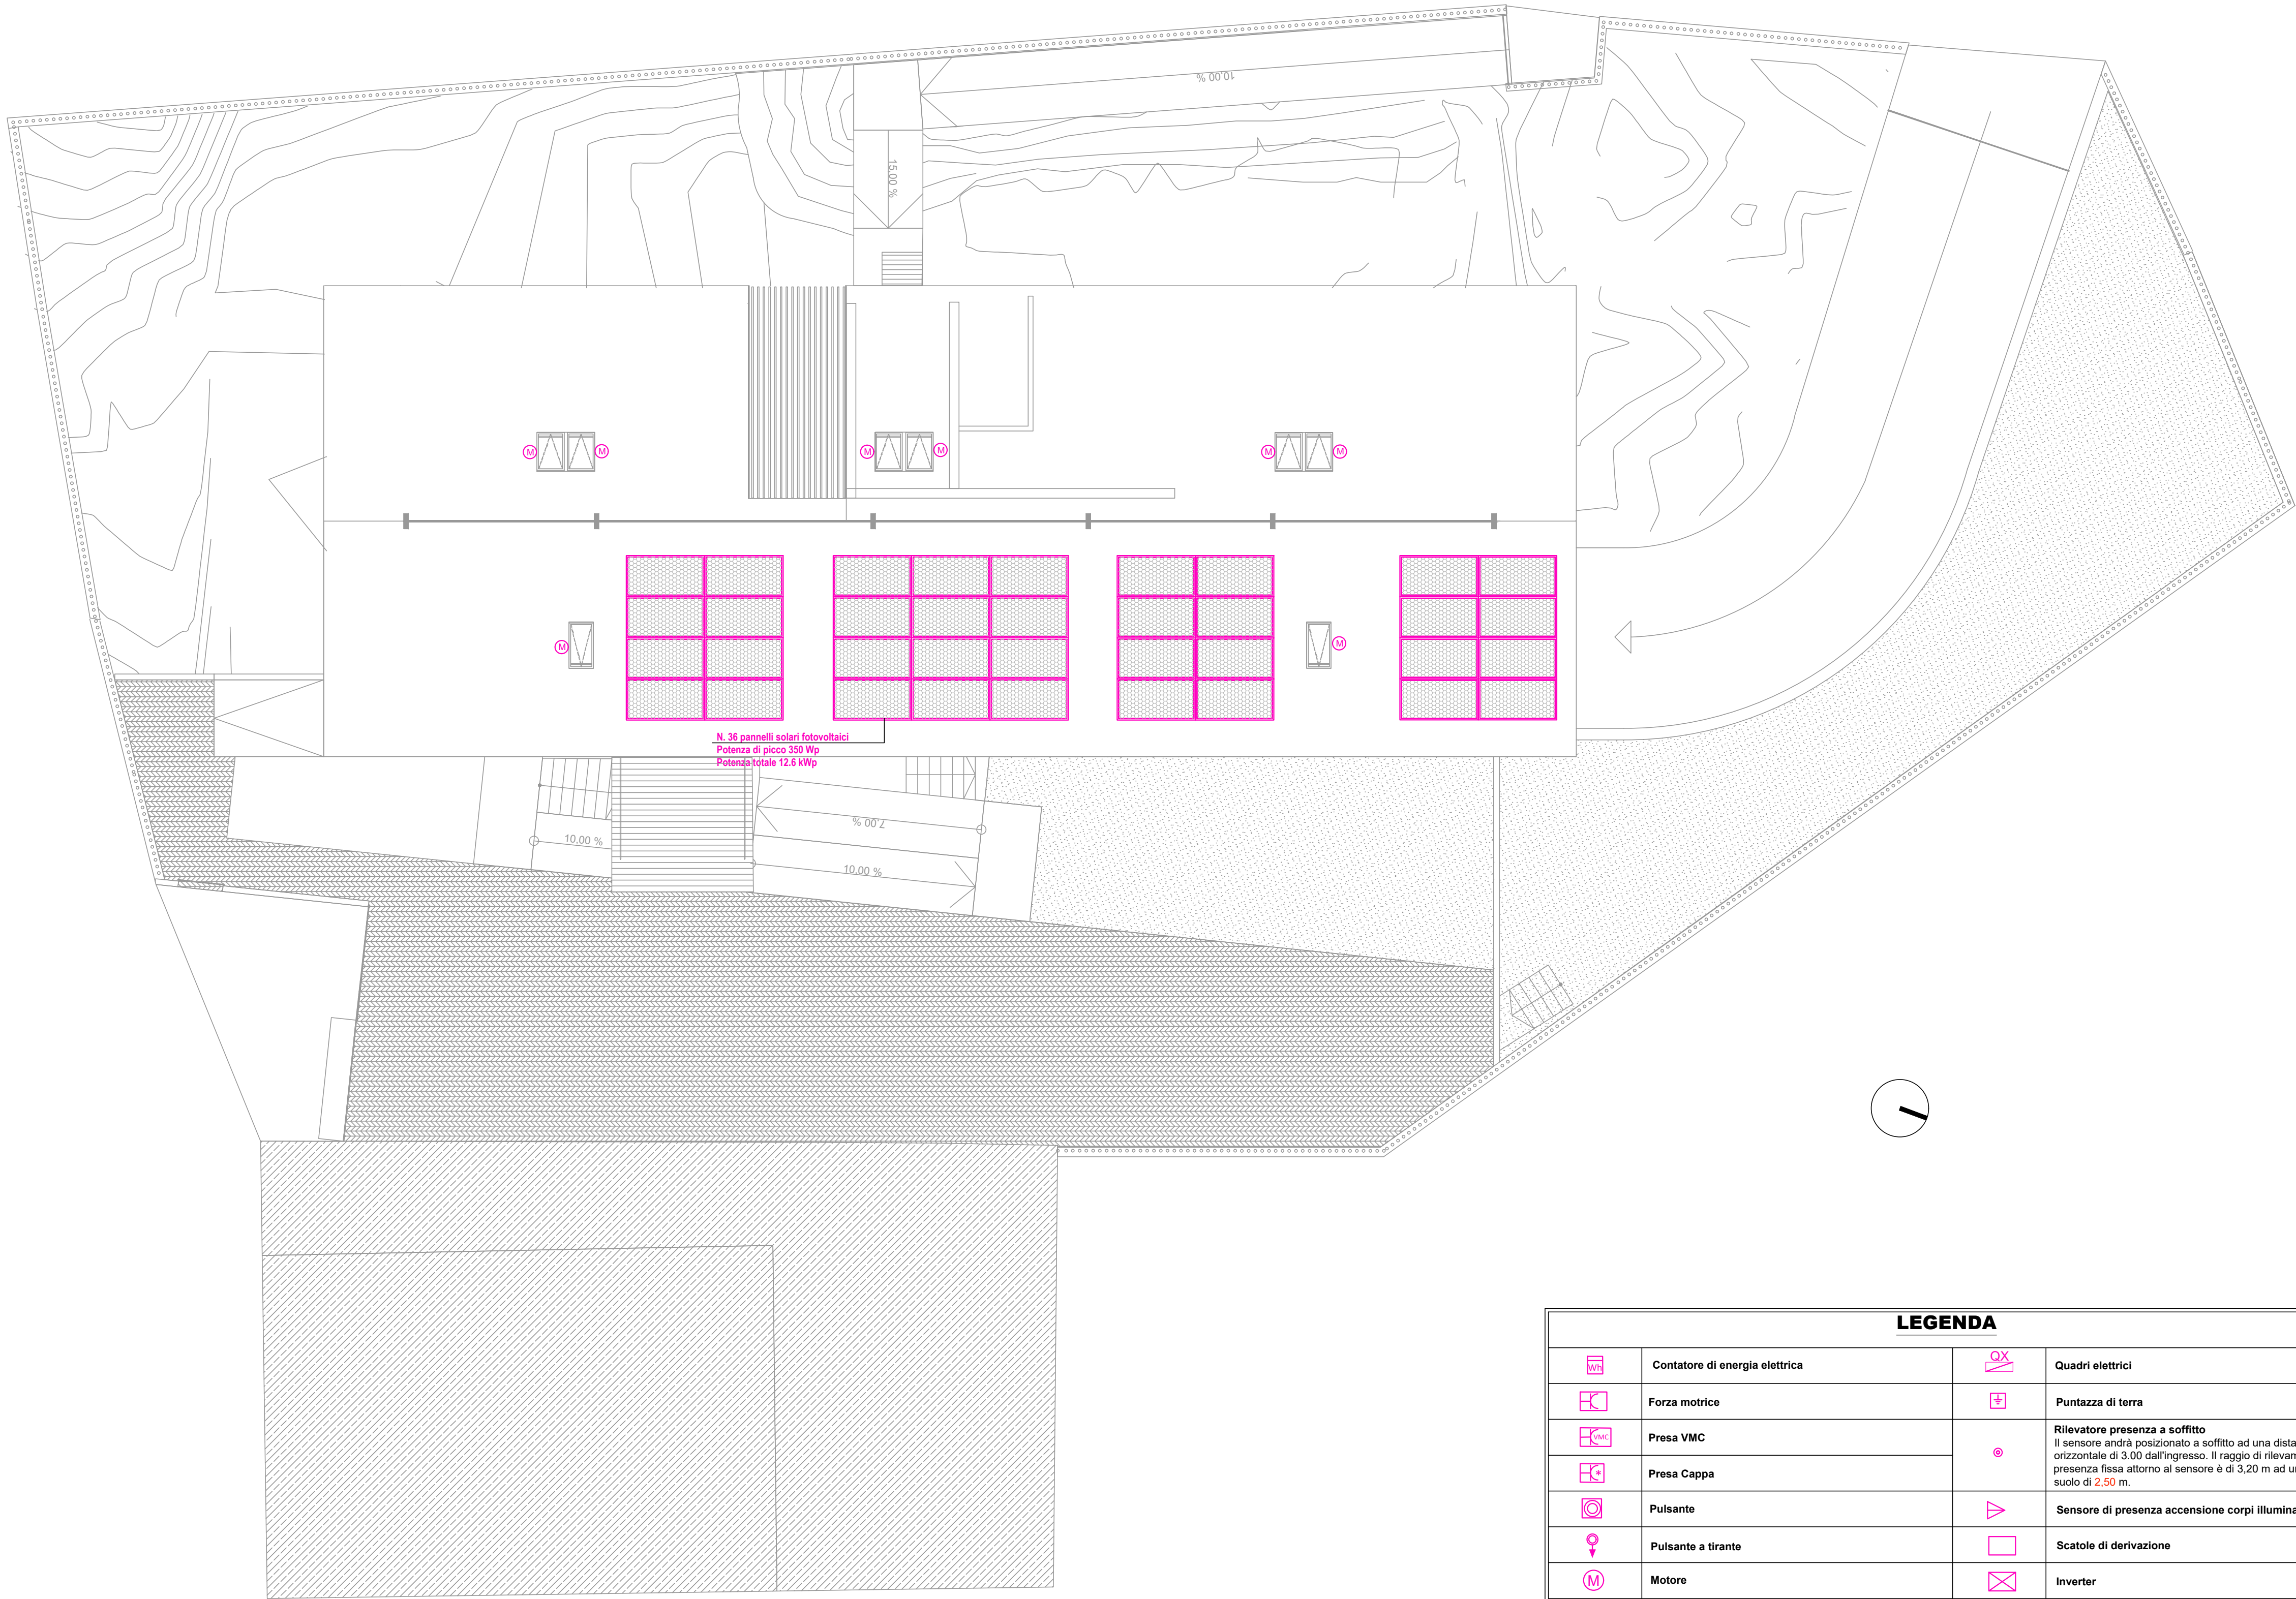 10.00 %
15.00 %
M
M
M
M
M
M
M
M
N. 36 pannelli solari fotovoltaici
Potenza di picco 350 Wp
Potenza totale 12.6 kWp
10.00 %
7.00 %
10.00 %
LEGENDA
Wh
Contatore di energia elettrica
QX
Quadri elettrici
Forza motrice
Puntazza di terra
VMC
Presa VMC
Rilevatore presenza a soffitto
Il sensore andrà posizionato a soffitto ad una dista
orizzontale di 3.00 dall'ingresso. Il raggio di rilevam
presenza fissa attorno al sensore è di 3,20 m ad u
suolo di 2,50 m.
*
Presa Cappa
Pulsante
Sensore di presenza accensione corpi illumina
Pulsante a tirante
Scatole di derivazione
M
Motore
Inverter